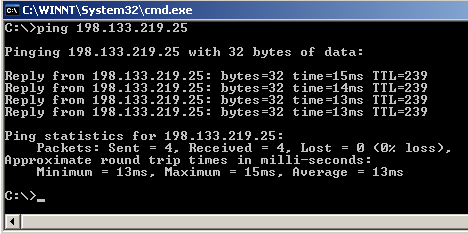 C:\WINNT\System32\cmd.exe
C:\>ping 198.133.219.25
Pinging 198.133.219.25 with 32 bytes of data:
Reply from 198.133.219.25: bytes=32 time=15ms TTL=239
Reply from 198.133.219.25: bytes=32 time=14ms TTL=239
Reply from 198.133.219.25: bytes=32 time=13ms TTL=239
Reply from 198.133.219.25: bytes=32 time=13ms TTL=239
Ping statistics for 198.133.219.25:
    Packets: Sent = 4, Received = 4, Lost = 0 (0% loss),
Approximate round trip times in milli-seconds:
    Minimum = 13ms, Maximum = 15ms, Average = 13ms
C:\>_